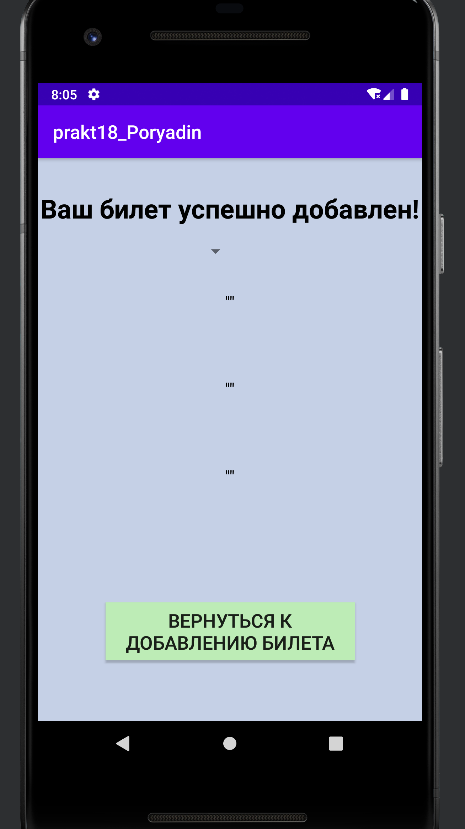 8:05
prakt18_Poryadin
Ваш билет успешно добавлен!
""
""
""
ВЕРНУТЬСЯ К
ДОБАВЛЕНИЮ БИЛЕТА